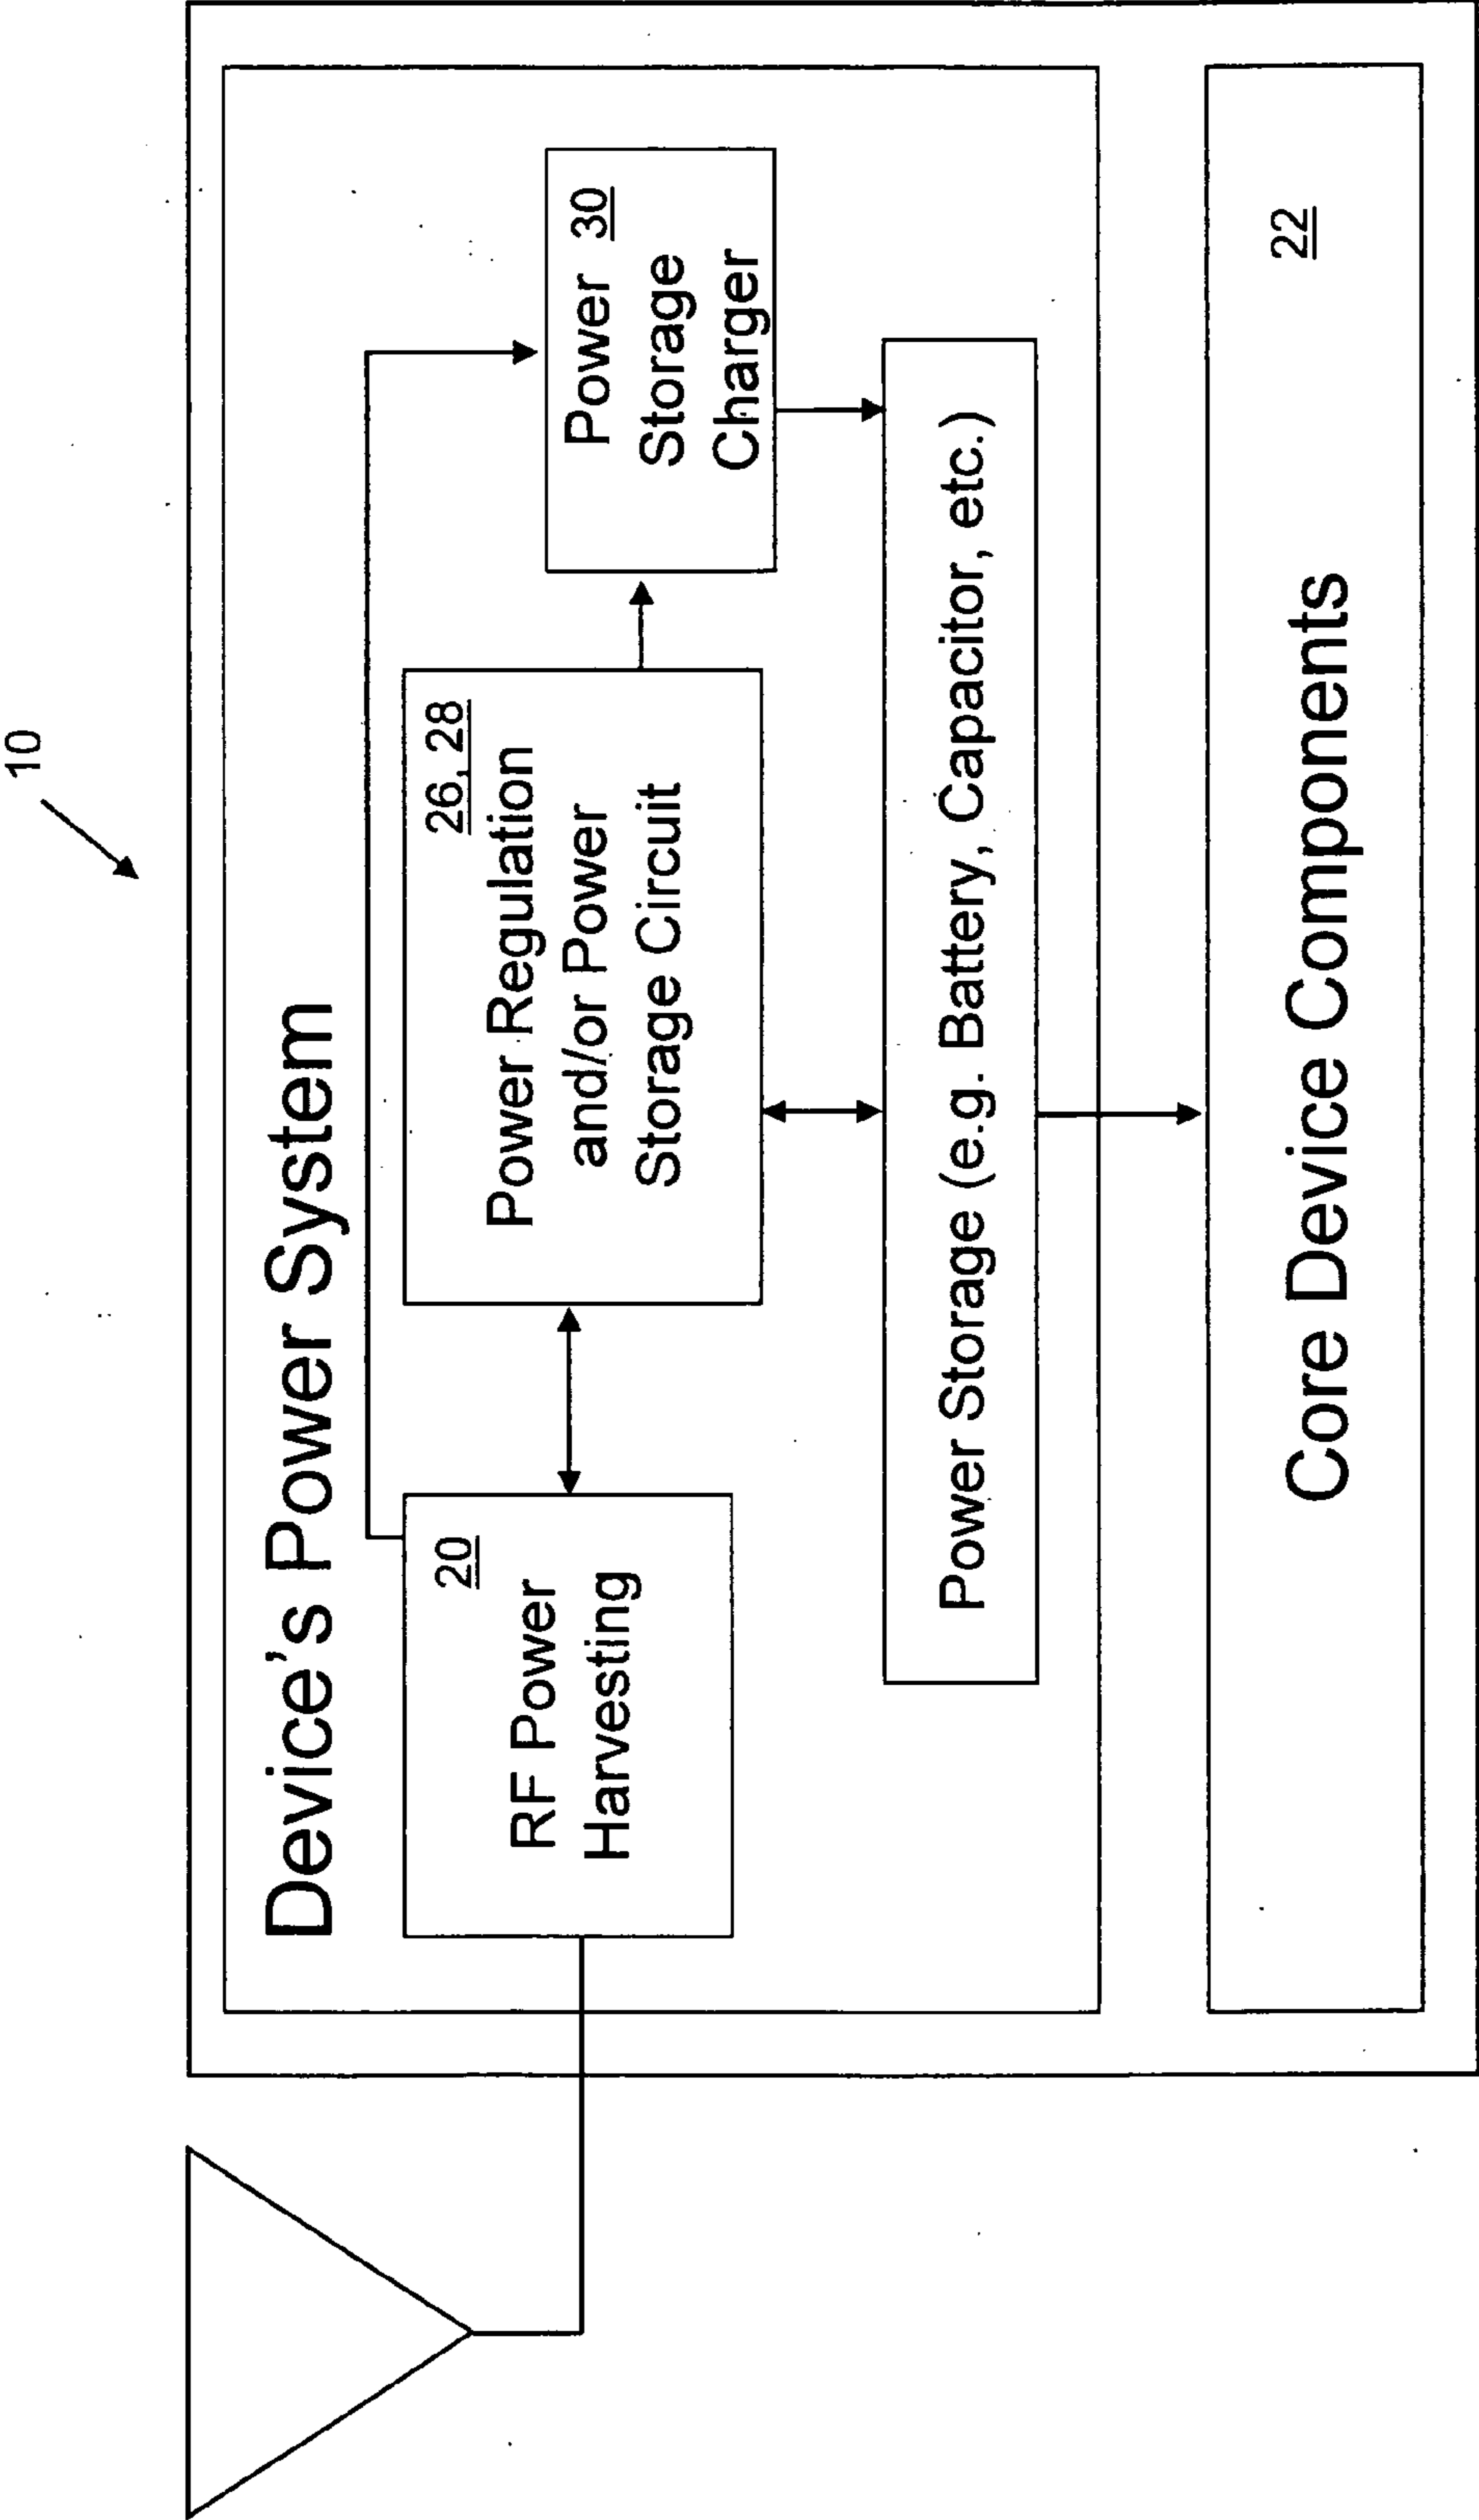 10
Device's Power System
20
RF Power
Harvesting
26, 28
Power Regulation
and/or Power
Storage Circuit
Power 30
Storage
Charger
Power Storage (e.g. Battery, Capacitor, etc.)
22
Core Device Components